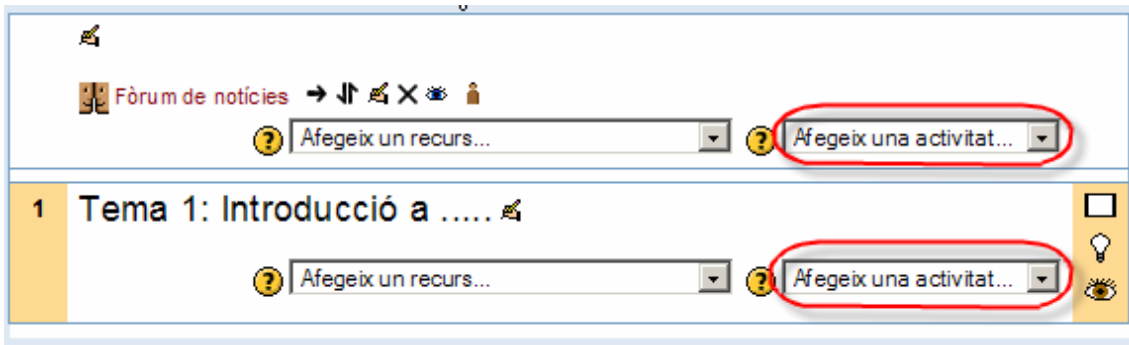 Fòrum de notícies
? Afegeix un recurs... ? Afegeix una activitat...
1 Tema 1: Introducció a .....
? Afegeix un recurs... ? Afegeix una activitat...